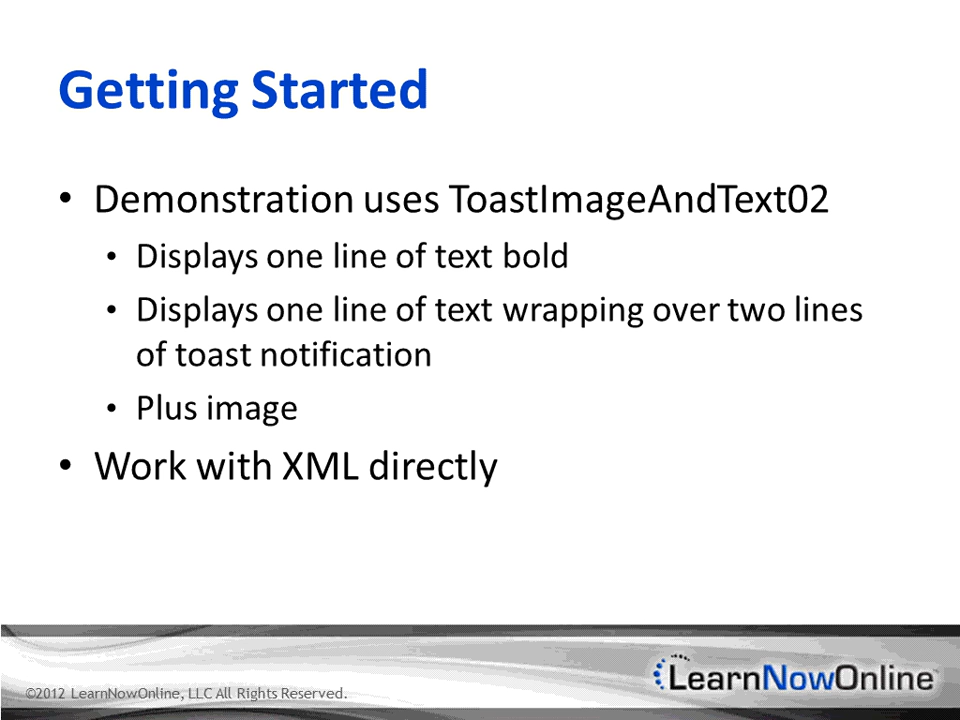 Getting Started
• Demonstration uses ToastImageAndText02
• Displays one line of text bold
• Displays one line of text wrapping over two lines
of toast notification
• Plus image
• Work with XML directly
©2012 LearnNowOnline, LLC All Rights Reserved.
LearnNowOnline